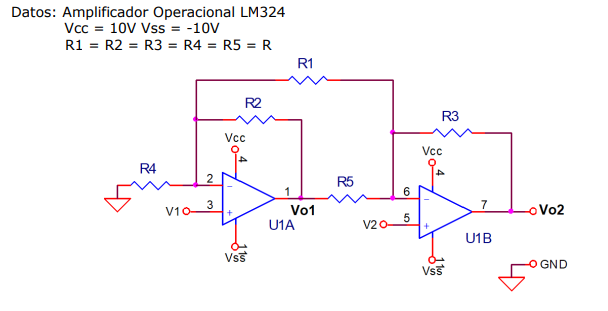 Datos: Amplificador Operacional LM324
Vcc = 10V Vss = -10V
R1 = R2 = R3 = R4 = R5 = R
R1
R2
R3
Vcc
Vcc
4
4
R4
R5
2
1
6
V1
3
Vo1
V2
5
7
Vo2
U1A
U1B
11
Vss
11
Vss
GND